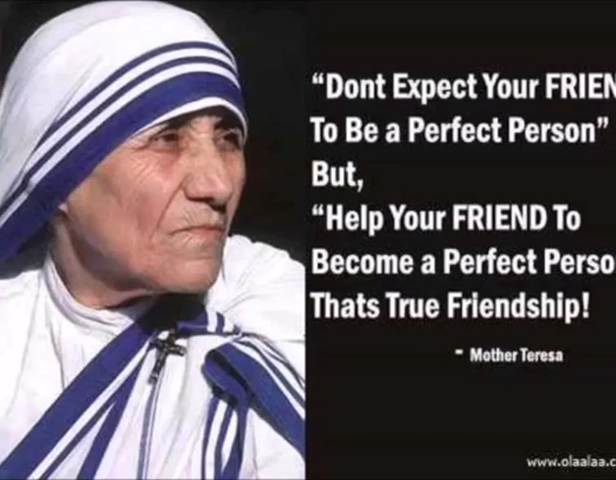 “Dont Expect Your FRIEN
To Be a Perfect Person”
But,
“Help Your FRIEND To
Become a Perfect Perso
Thats True Friendship!
- Mother Teresa
www.olaalaa.c